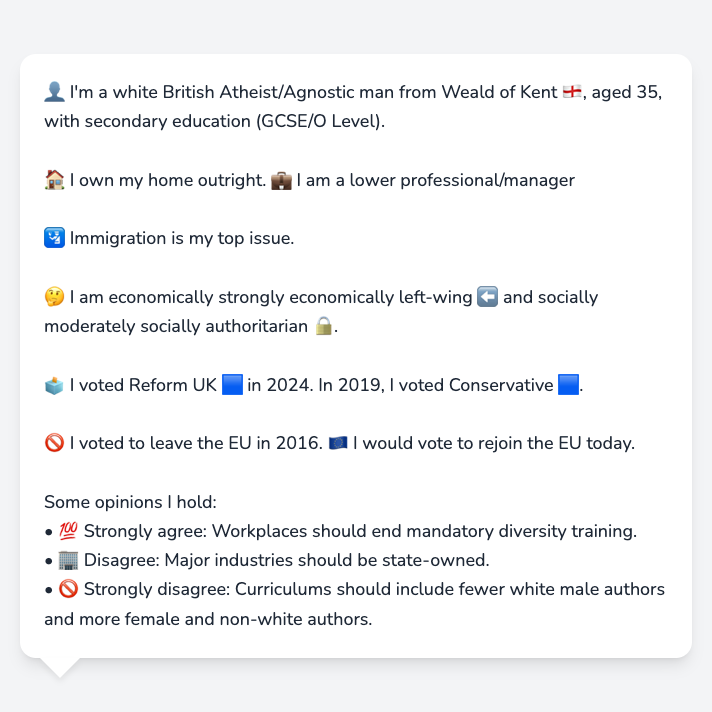 👤 I'm a white British Atheist/Agnostic man from Weald of Kent 🏴󠁧󠁢󠁥󠁮󠁧󠁿, aged 35,
with secondary education (GCSE/O Level).
🏠 I own my home outright. 💼 I am a lower professional/manager
🛂 Immigration is my top issue.
🤔 I am economically strongly economically left-wing ⬅️ and socially
moderately socially authoritarian 🔒.
🗳️ I voted Reform UK 🟦 in 2024. In 2019, I voted Conservative 🟦.
🚫 I voted to leave the EU in 2016. 🇪🇺 I would vote to rejoin the EU today.
Some opinions I hold:
• 💯 Strongly agree: Workplaces should end mandatory diversity training.
• 🏢 Disagree: Major industries should be state-owned.
• 🚫 Strongly disagree: Curriculums should include fewer white male authors
and more female and non-white authors.